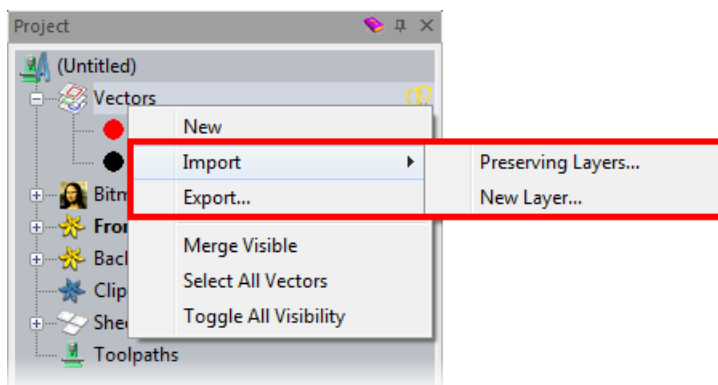 Project
(Untitled)
Vectors
New
Import
Preserving Layers...
Export...
New Layer...
Merge Visible
Select All Vectors
Toggle All Visibility
Toolpaths